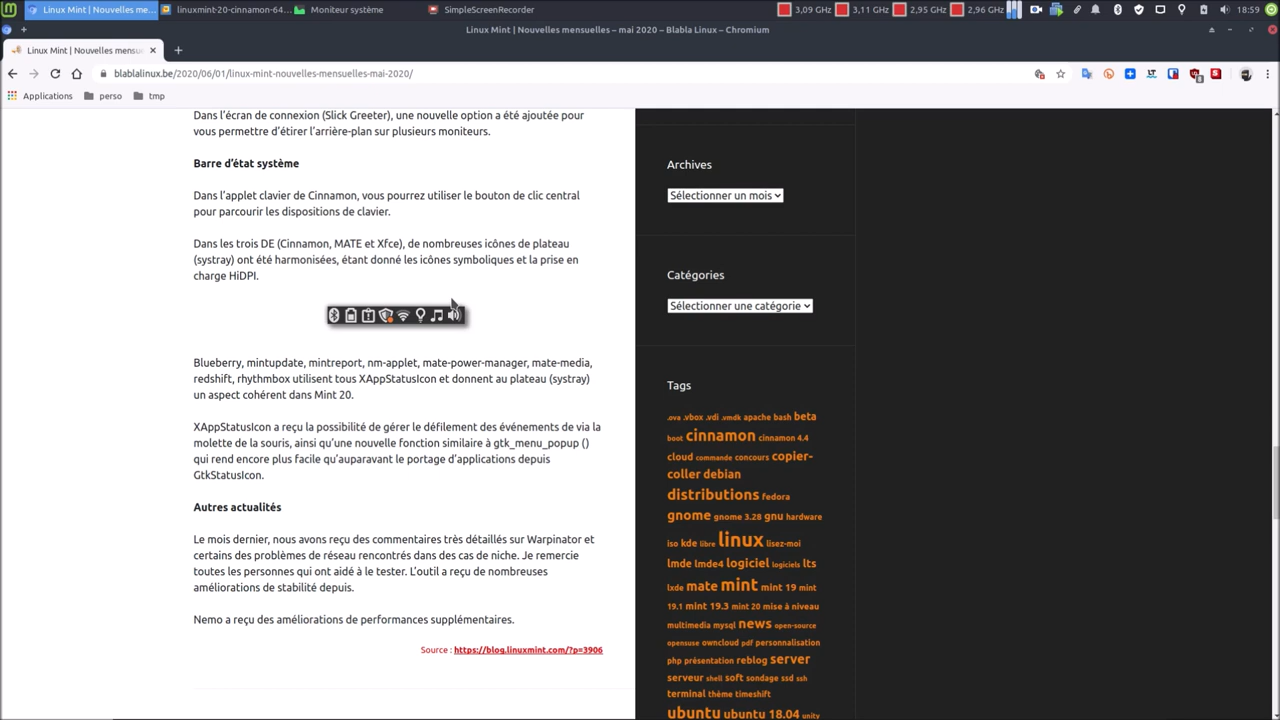 Linux Mint | Nouvelles me...
linuxmint-20-cinnamon-64...
Moniteur système
SimpleScreenRecorder
3,09 GHz
3,11 GHz
2,95 GHz
2,96 GHz
18:59
Linux Mint | Nouvelles mensuelles – mai 2020 – Blabla Linux – Chromium
Linux Mint | Nouvelles mensu
blablalinux.be/2020/06/01/linux-mint-nouvelles-mensuelles-mai-2020/
Applications
perso
tmp
Dans l'écran de connexion (Slick Greeter), une nouvelle option a été ajoutée pour
vous permettre d'étirer l'arrière-plan sur plusieurs moniteurs.
Barre d'état système
Dans l'applet clavier de Cinnamon, vous pourrez utiliser le bouton de clic central
pour parcourir les dispositions de clavier.
Dans les trois DE (Cinnamon, MATE et Xfce), de nombreuses icônes de plateau
(systray) ont été harmonisées, étant donné les icônes symboliques et la prise en
charge HiDPI.
Blueberry, mintupdate, mintreport, nm-applet, mate-power-manager, mate-media,
redshift, rhythmbox utilisent tous XAppStatusIcon et donnent au plateau (systray)
un aspect cohérent dans Mint 20.
XAppStatusIcon a reçu la possibilité de gérer le défilement des événements de via la
molette de la souris, ainsi qu'une nouvelle fonction similaire à gtk_menu_popup ()
qui rend encore plus facile qu'auparavant le portage d'applications depuis
GtkStatusIcon.
Autres actualités
Le mois dernier, nous avons reçu des commentaires très détaillés sur Warpinator et
certains des problèmes de réseau rencontrés dans des cas de niche. Je remercie
toutes les personnes qui ont aidé à le tester. L'outil a reçu de nombreuses
améliorations de stabilité depuis.
Nemo a reçu des améliorations de performances supplémentaires.
Source : https://blog.linuxmint.com/?p=3906
Archives
Sélectionner un mois
Catégories
Sélectionner une catégorie
Tags
.ova .vbox .vdi .vmdk apache bash beta
boot cinnamon cinnamon 4.4
cloud commande concours copier-
coller debian
distributions fedora
gnome gnome 3.28 gnu hardware
iso kde libre linux lisez-moi
lmde lmde4 logiciel logiciels lts
lxde mate mint mint 19 mint
19.1 mint 19.3 mint 20 mise à niveau
multimedia mysql news open-source
opensuse owncloud pdf personnalisation
php présentation reblog server
serveur shell soft sondage ssd ssh
terminal thème timeshift
ubuntu ubuntu 18.04 unity